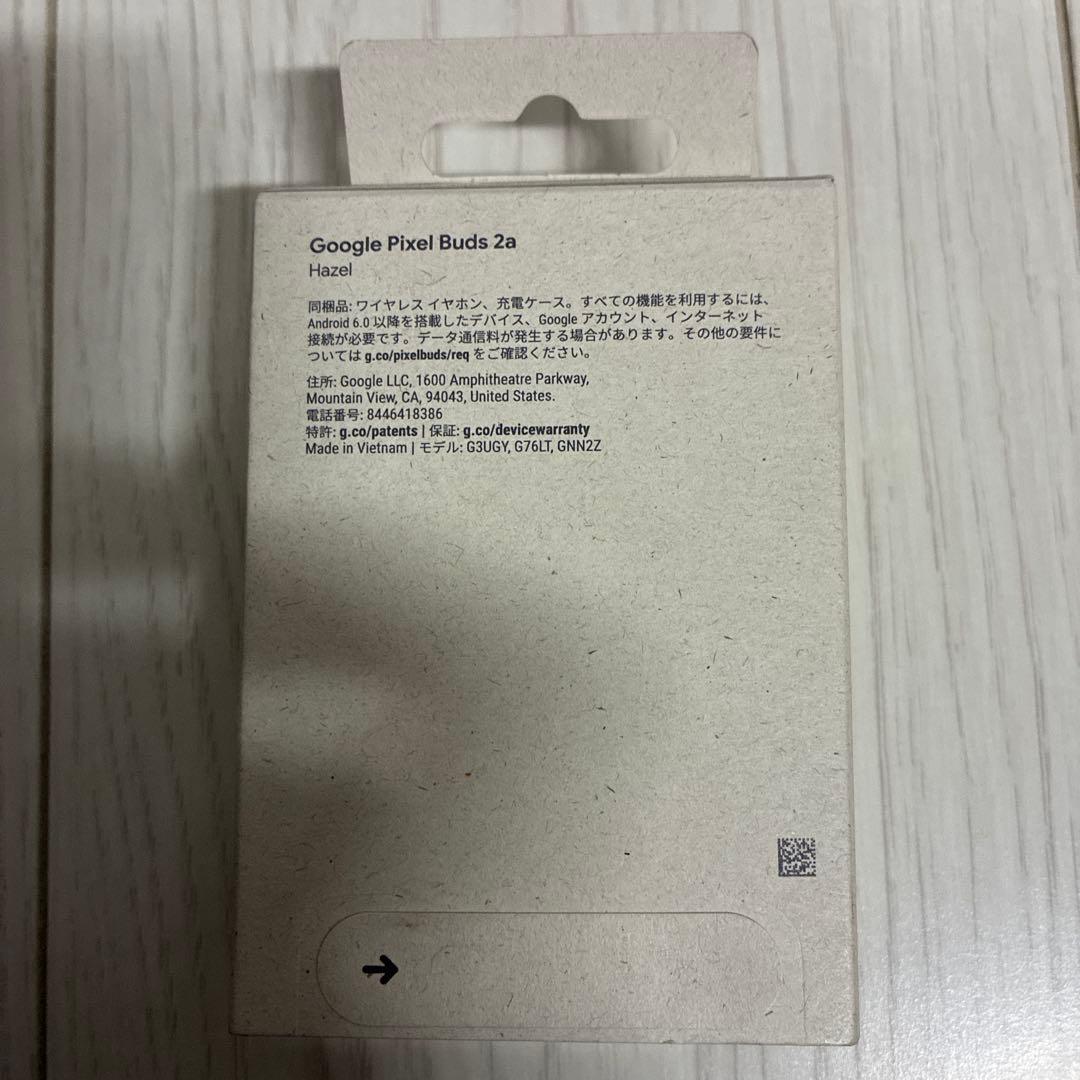 Google Pixel Buds 2a
Hazel
同梱品: ワイヤレス イヤホン、充電ケース。すべての機能を利用するには、
Android 6.0 以降を搭載したデバイス、Google アカウント、インターネット
接続が必要です。データ通信料が発生する場合があります。その他の要件に
ついては g.co/pixelbuds/req をご確認ください。
住所: Google LLC, 1600 Amphitheatre Parkway,
Mountain View, CA, 94043, United States.
電話番号: 8446418386
特許: g.co/patents | 保証: g.co/devicewarranty
Made in Vietnam | モデル: G3UGY, G76LT, GNN2Z